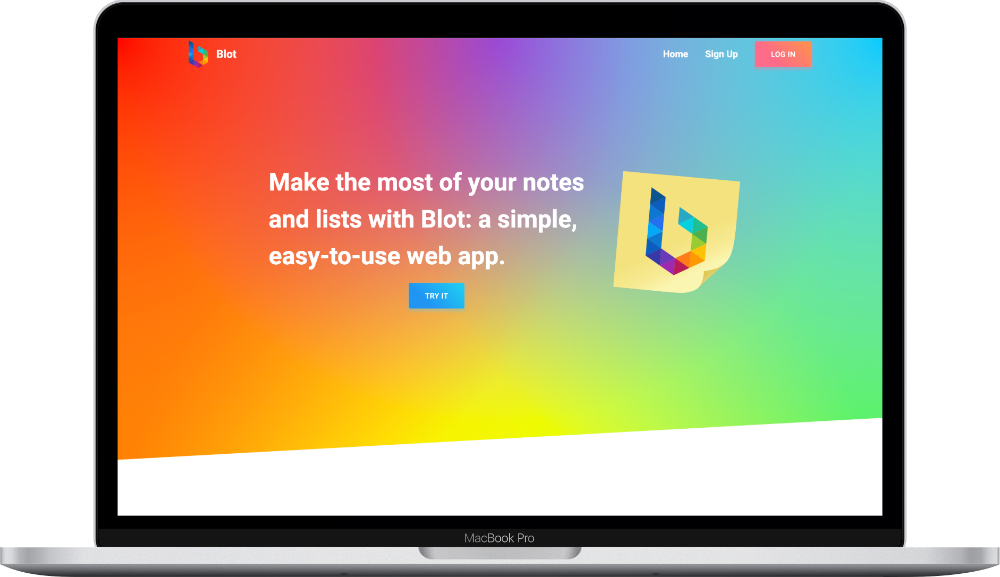 Blot
Home
Sign Up
LOG IN
Make the most of your notes
and lists with Blot: a simple,
easy-to-use web app.
TRY IT
MacBook Pro